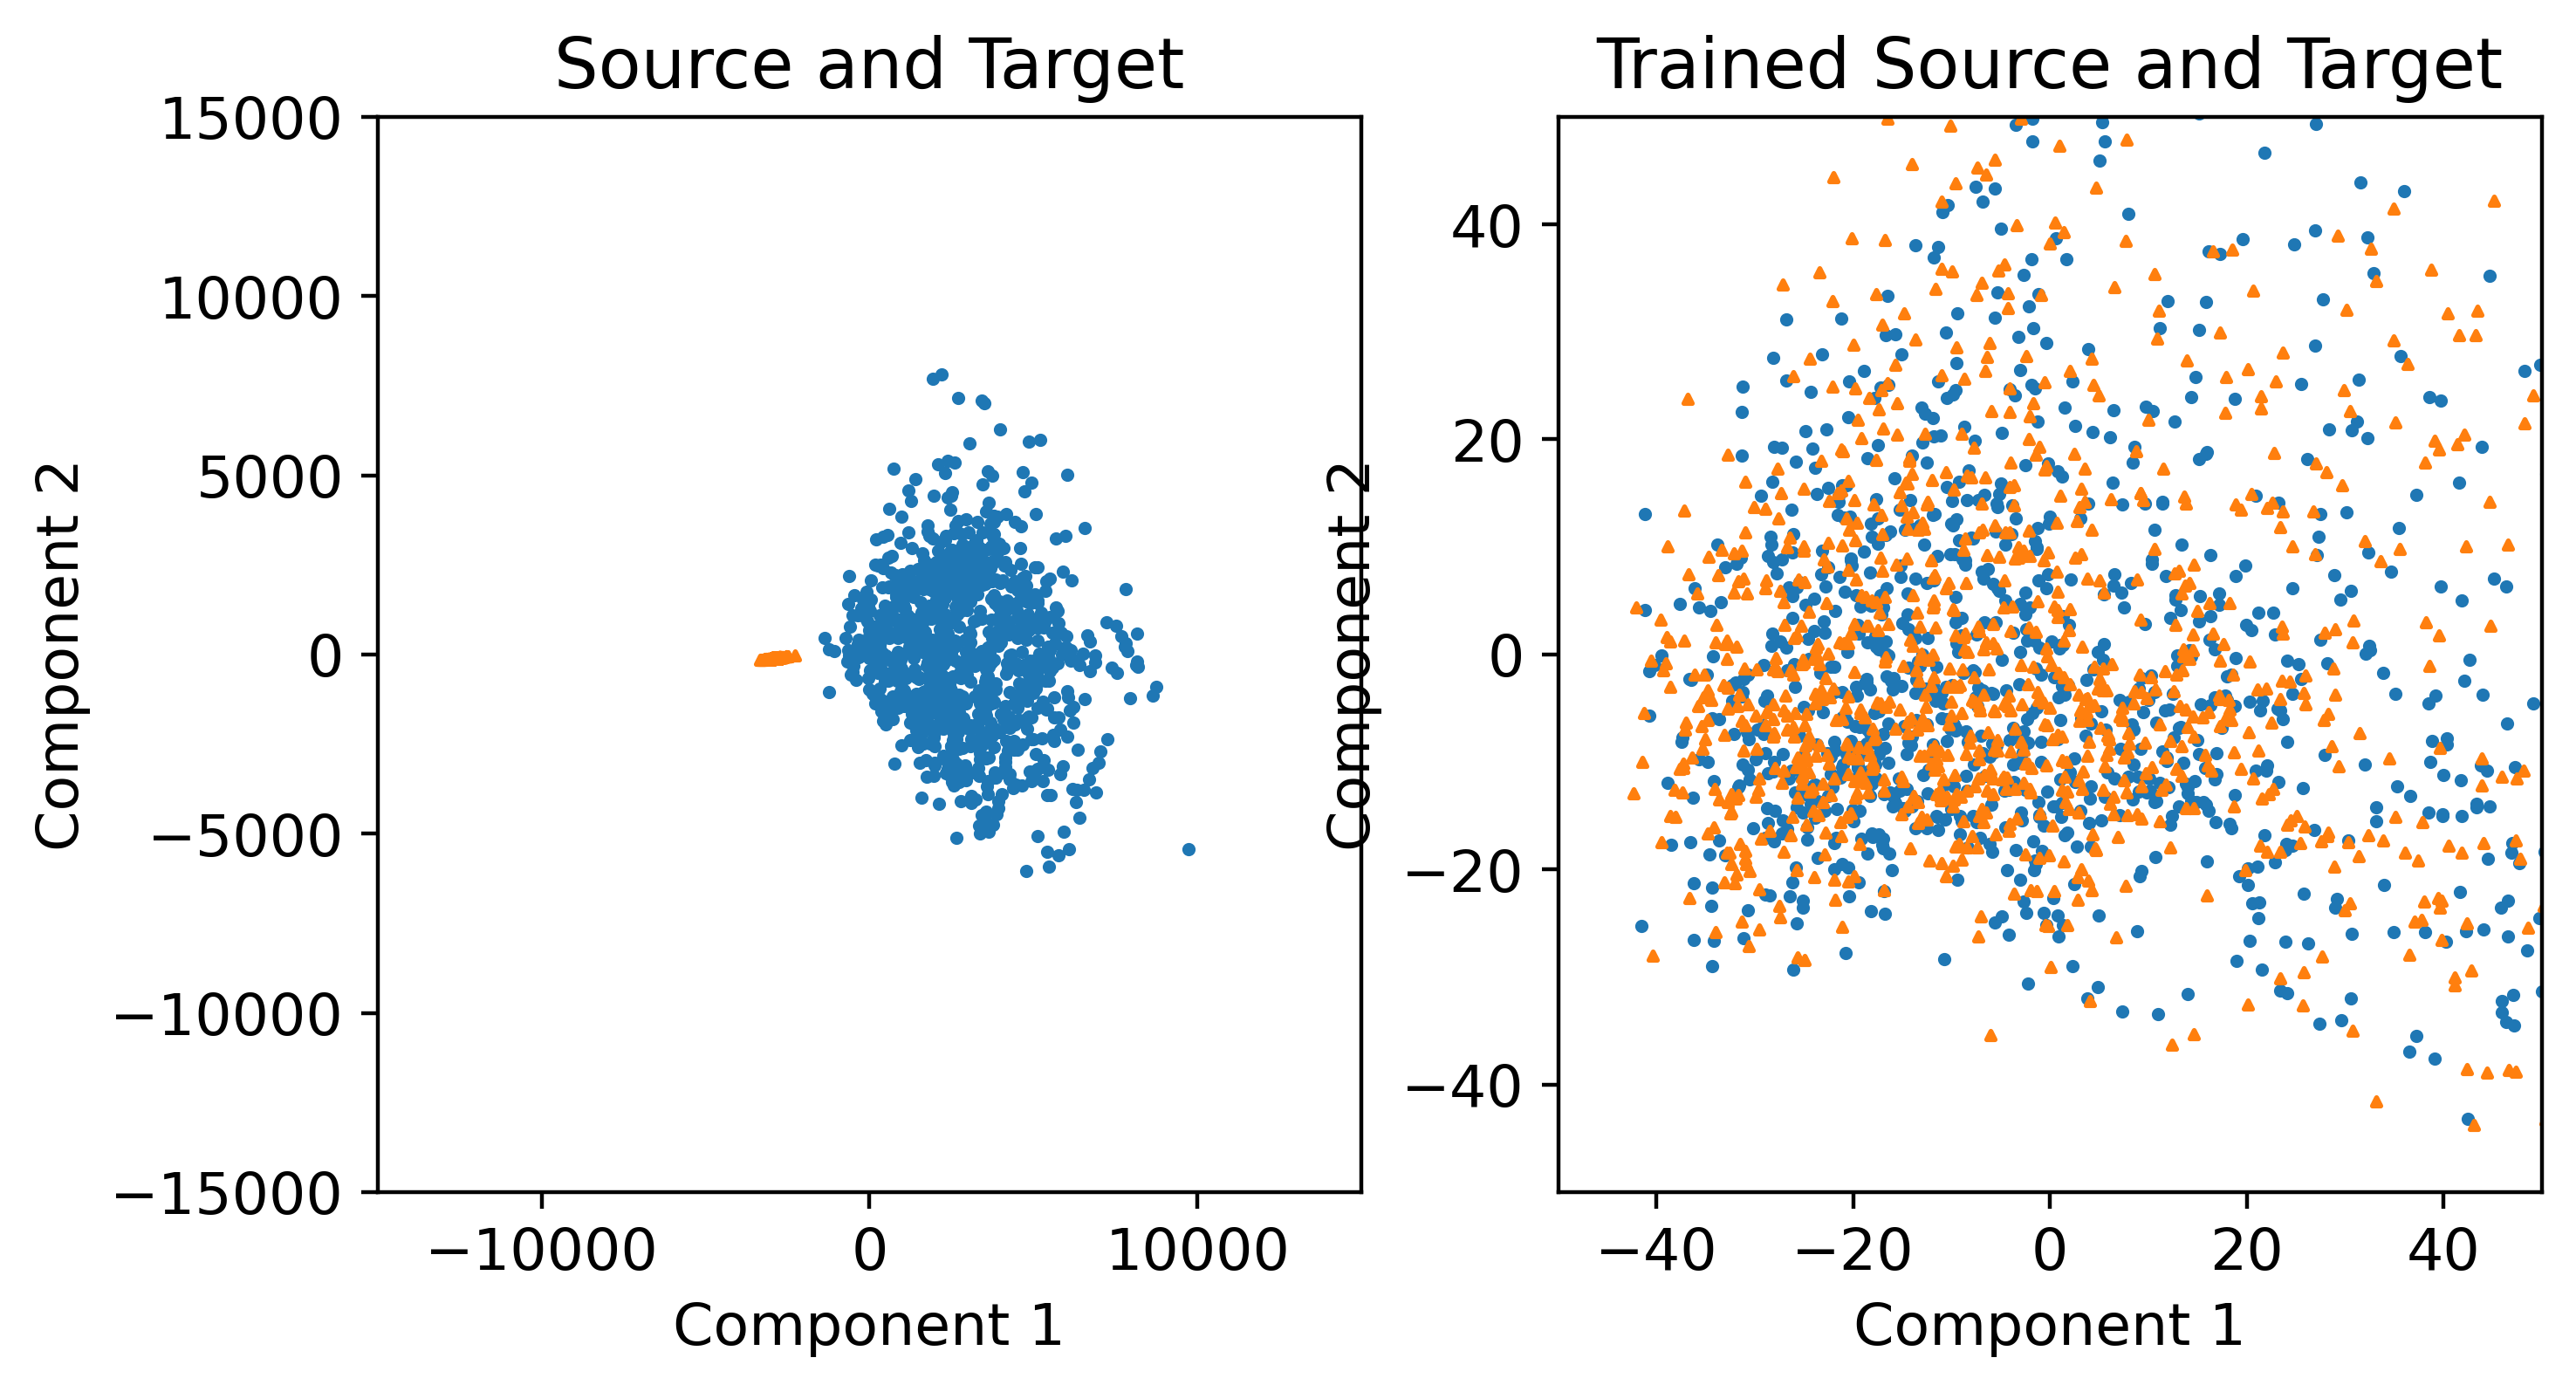 Source and Target
15000
10000
5000
0
−5000
−10000
−15000
Component 2
−10000 0 10000
Component 1
Trained Source and Target
40
20
0
−20
−40
Component 2
−40 −20 0 20 40
Component 1